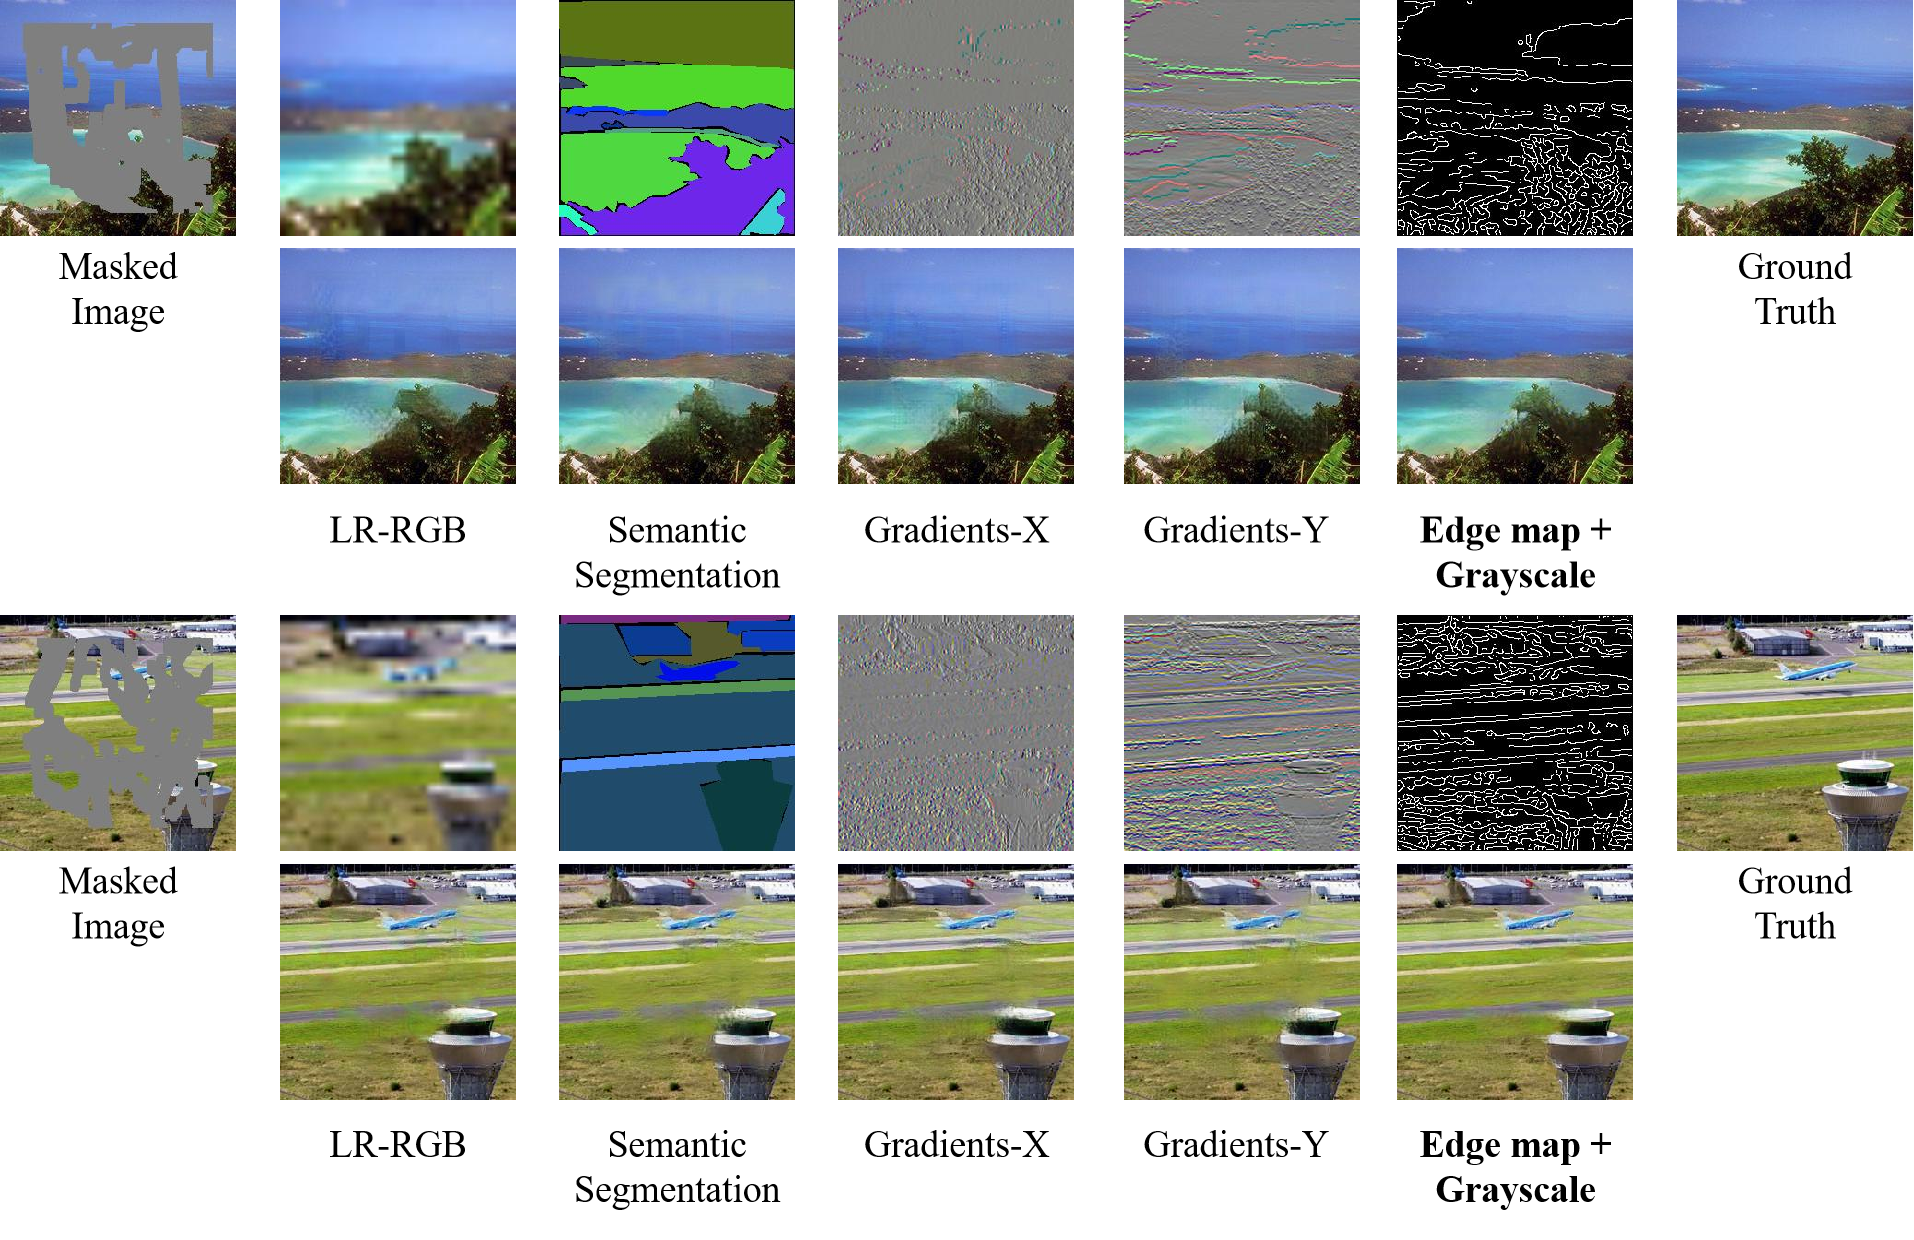 Masked
Image
Ground
Truth
LR-RGB
Semantic
Segmentation
Gradients-X
Gradients-Y
Edge map +
Grayscale
Masked
Image
Ground
Truth
LR-RGB
Semantic
Segmentation
Gradients-X
Gradients-Y
Edge map +
Grayscale